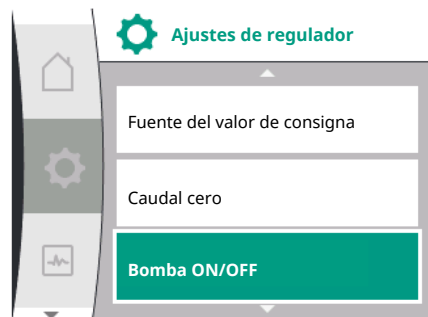 Ajustes de regulador
Fuente del valor de consigna
Caudal cero
Bomba ON/OFF